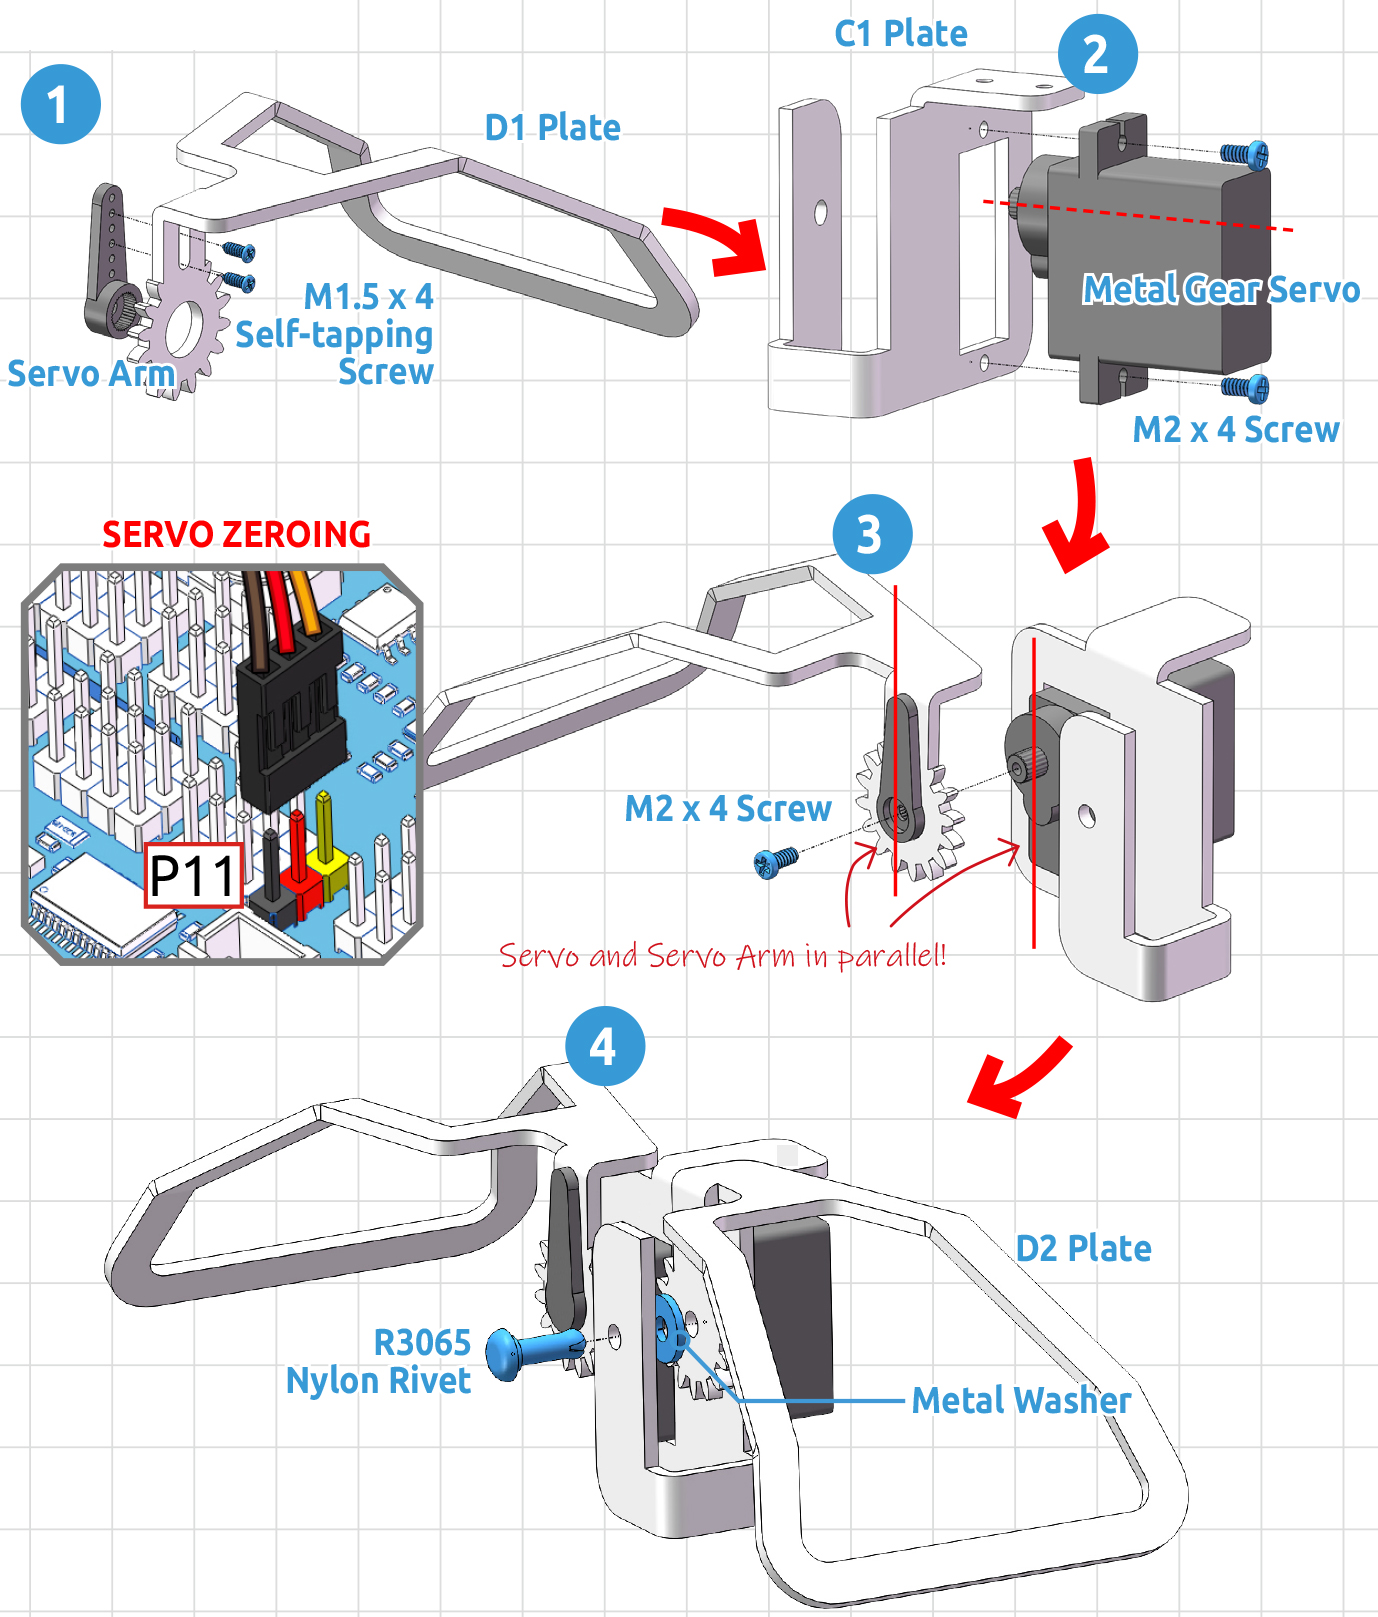 1
D1 Plate
M1.5 x 4
Self-tapping
Screw
Servo Arm
C1 Plate
2
Metal Gear Servo
M2 x 4 Screw
SERVO ZEROING
P11
3
M2 x 4 Screw
Servo and Servo Arm in parallel!
4
D2 Plate
R3065
Nylon Rivet
Metal Washer